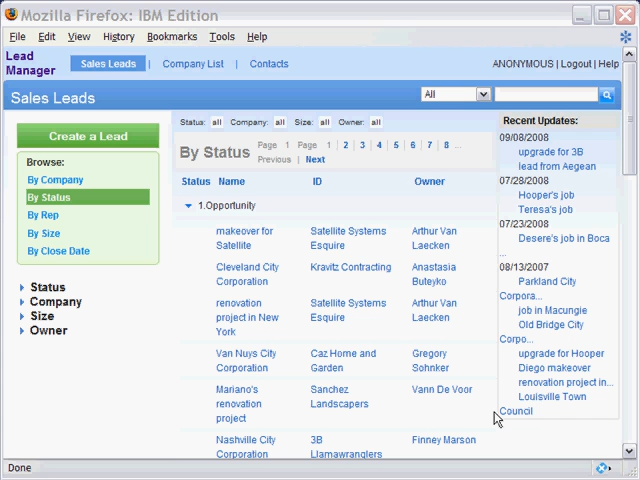 Mozilla Firefox: IBM Edition
File Edit View History Bookmarks Tools Help
Lead Manager
Sales Leads | Company List | Contacts
ANONYMOUS | Logout | Help
Sales Leads
All
Create a Lead
Browse:
By Company
By Status
By Rep
By Size
By Close Date
Status
Company
Size
Owner
Status: all Company: all Size: all Owner: all
By Status
Page 1 Page 1 | 2 | 3 | 4 | 5 | 6 | 7 | 8 ...
Previous | Next
Status Name ID Owner
1.Opportunity
makeover for Satellite
Satellite Systems Esquire
Arthur Van Laecken
Cleveland City Corporation
Kravitz Contracting
Anastasia Buteyko
renovation project in New York
Satellite Systems Esquire
Arthur Van Laecken
Van Nuys City Corporation
Caz Home and Garden
Gregory Sohnker
Mariano's renovation project
Sanchez Landscapers
Vann De Voor
Nashville City Corporation
3B Llamawranglers
Finney Marson
Recent Updates:
09/08/2008
upgrade for 3B
lead from Aegean
07/28/2008
Hooper's job
Teresa's job
07/23/2008
Desere's job in Boca
...
08/13/2007
Parkland City
Corpora...
job in Macungie
Old Bridge City
Corpo...
upgrade for Hooper
Diego makeover
renovation project in...
Louisville Town
Council
Done